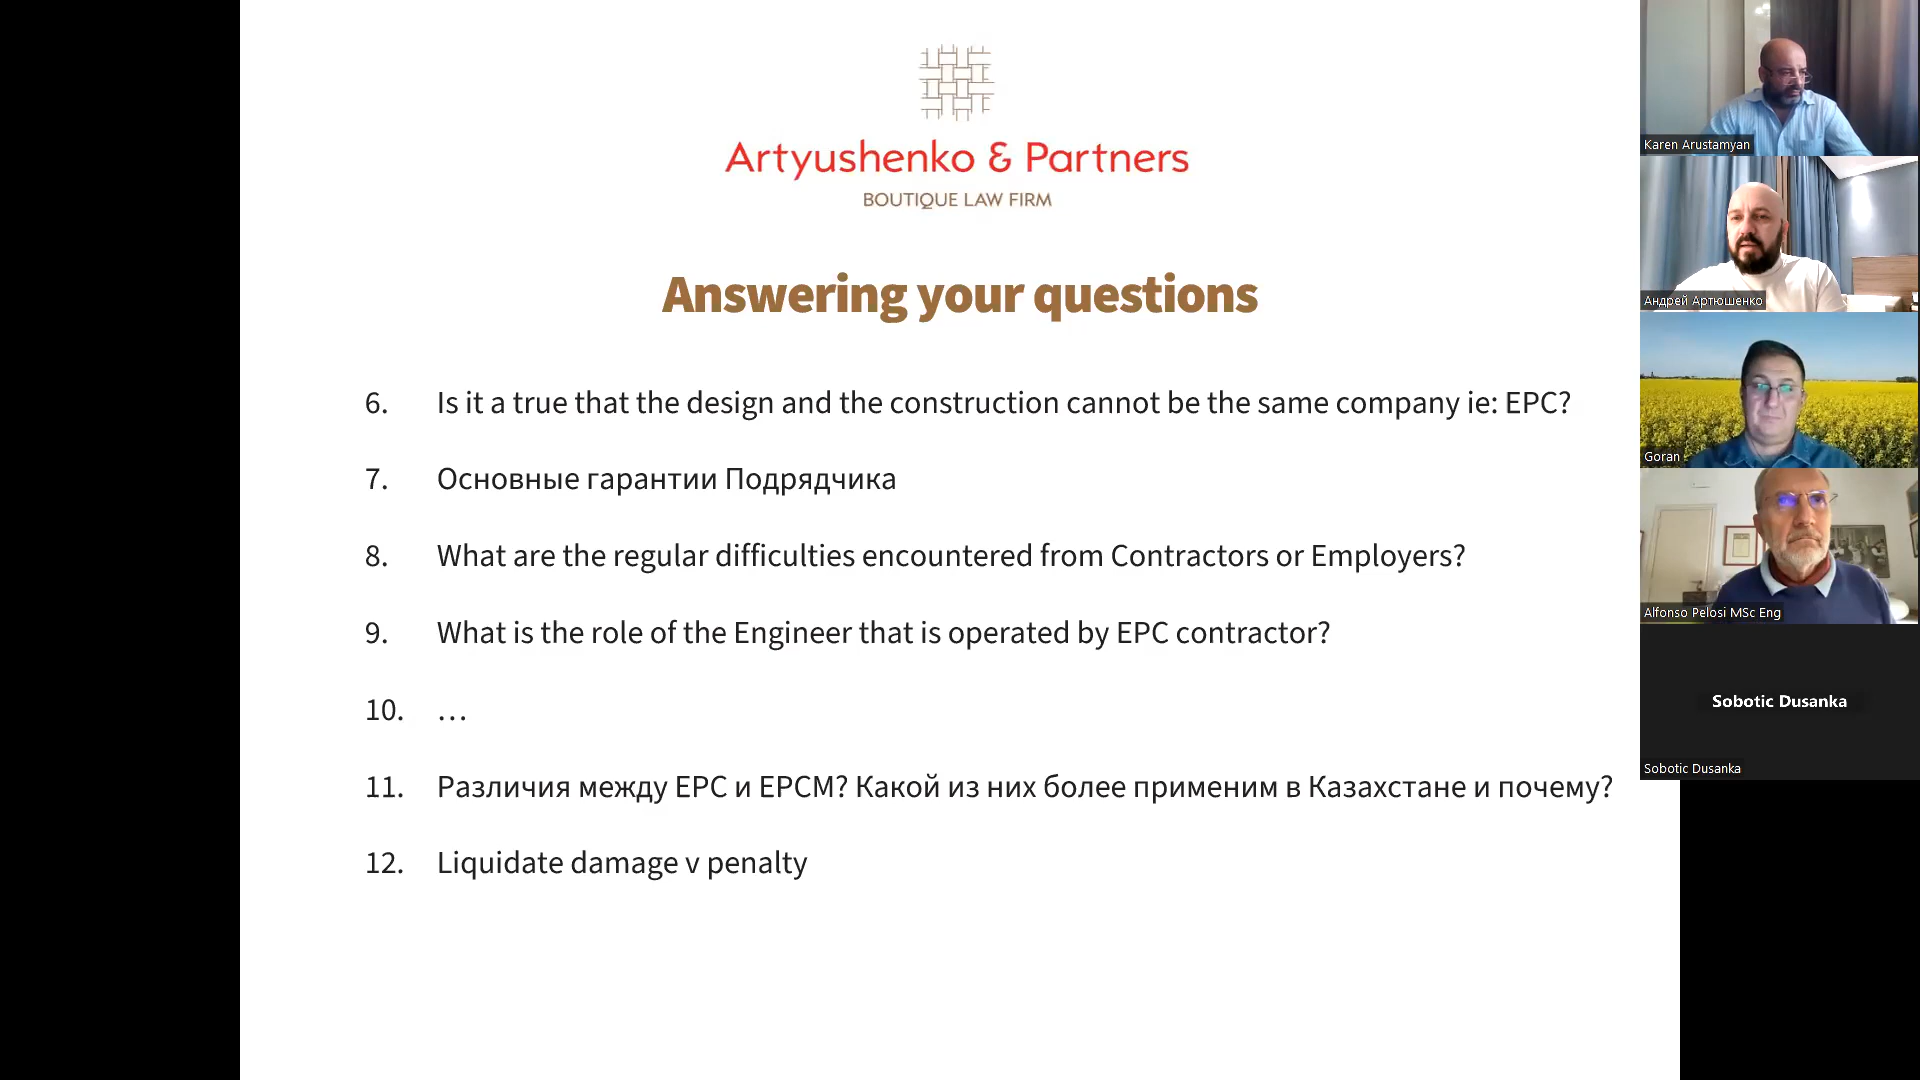 Artyushenko & Partners
BOUTIQUE LAW FIRM
Answering your questions
6. Is it a true that the design and the construction cannot be the same company ie: EPC?
7. Основные гарантии Подрядчика
8. What are the regular difficulties encountered from Contractors or Employers?
9. What is the role of the Engineer that is operated by EPC contractor?
10. …
11. Различия между EPC и EPCM? Какой из них более применим в Казахстане и почему?
12. Liquidate damage v penalty
Karen Arustamyan
Андрей Артюшенко
Goran
Alfonso Pelosi MSc Eng
Sobotic Dusanka
Sobotic Dusanka